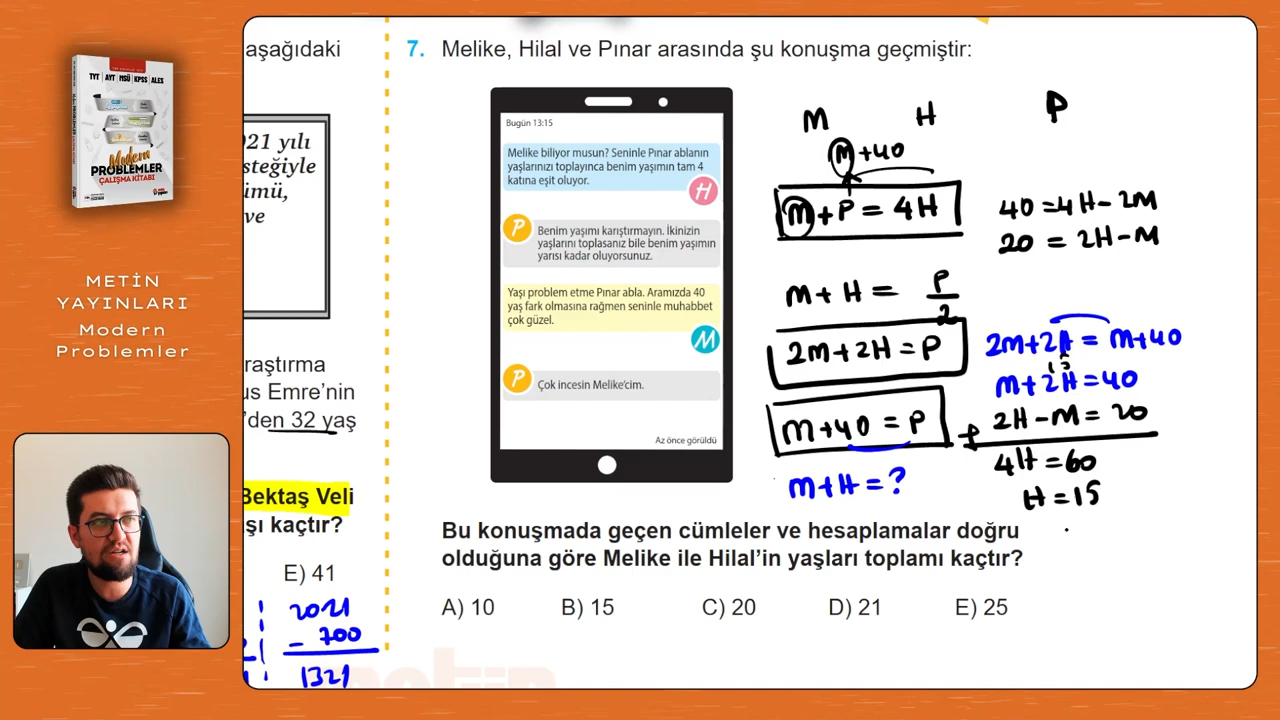 TYT | AYT | MSÜ | KPSS | ALES
Modern
PROBLEMLER
ÇALIŞMA KİTABI
METİN
YAYINLARI
Modern
Problemler
aşağıdaki
021 yılı
steğiyle
ümü,
ve
raştırma
us Emre'nin
'den 32 yaş
Bektaş Veli
şı kaçtır?
E) 41
2021
- 700
1321
7. Melike, Hilal ve Pınar arasında şu konuşma geçmiştir:
Bugün 13:15
Melike biliyor musun? Seninle Pınar ablanın
yaşlarınızı toplayınca benim yaşımın tam 4
katına eşit oluyor.
H
P
Benim yaşımı karıştırmayın. İkinizin
yaşlarını toplasanız bile benim yaşımın
yarısı kadar oluyorsunuz.
Yaşı problem etme Pınar abla. Aramızda 40
yaş fark olmasına rağmen seninle muhabbet
çok güzel.
M
P
Çok incesin Melike'cim.
Az önce görüldü
M H P
m+40
m+P=4H
m+H= P/2
2m+2H=P
m+40=P
m+H=?
40=4H-2M
20=2H-M
2m+2H=m+40
m+2H=40
15
+ 2H-M=20
4H=60
H=15
Bu konuşmada geçen cümleler ve hesaplamalar doğru
olduğuna göre Melike ile Hilal'in yaşları toplamı kaçtır?
A) 10 B) 15 C) 20 D) 21 E) 25